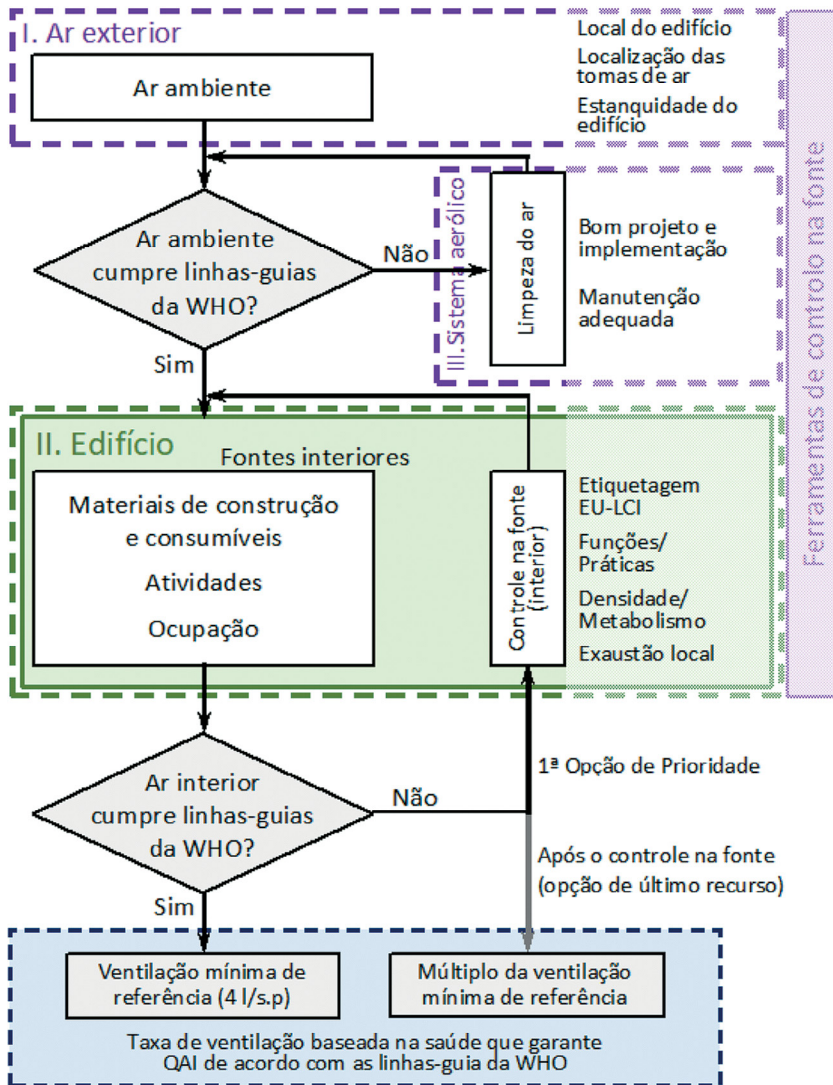 I. Ar exterior
Ar ambiente
Local do edifício
Localização das
tomas de ar
Estanquidade do
edifício
Ferramentas de controlo na fonte
Ar ambiente
cumpre linhas-guias
da WHO?
Não
Sim
III. Sistema aerólico
Limpeza do ar
Bom projeto e
implementação
Manutenção
adequada
II. Edifício
Fontes interiores
Materiais de construção
e consumíveis
Atividades
Ocupação
Controle na fonte
(interior)
Etiquetagem
EU-LCI
Funções/
Práticas
Densidade/
Metabolismo
Exaustão local
Ar interior
cumpre linhas-guias
da WHO?
Não
Sim
1ª Opção de Prioridade
Após o controle na fonte
(opção de último recurso)
Ventilação mínima de
referência (4 l/s.p)
Múltiplo da ventilação
mínima de referência
Taxa de ventilação baseada na saúde que garante
QAI de acordo com as linhas-guia da WHO